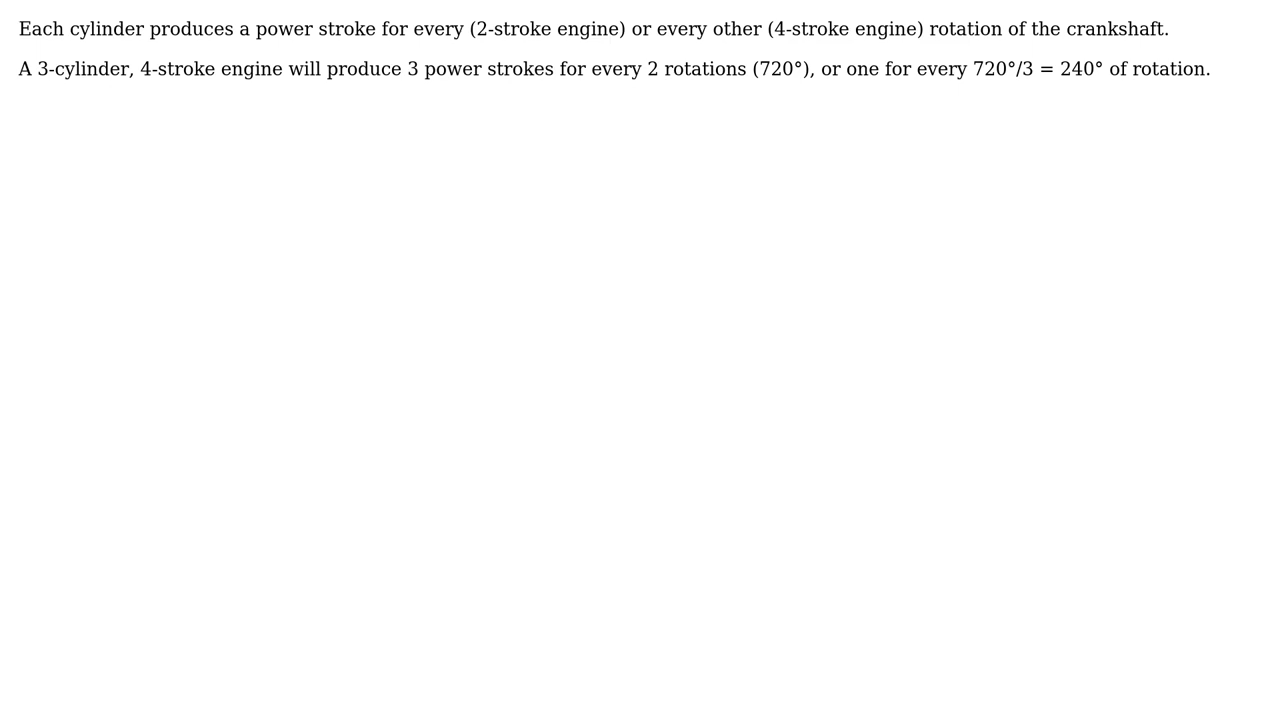 Each cylinder produces a power stroke for every (2-stroke engine) or every other (4-stroke engine) rotation of the crankshaft.
A 3-cylinder, 4-stroke engine will produce 3 power strokes for every 2 rotations (720°), or one for every 720°/3 = 240° of rotation.